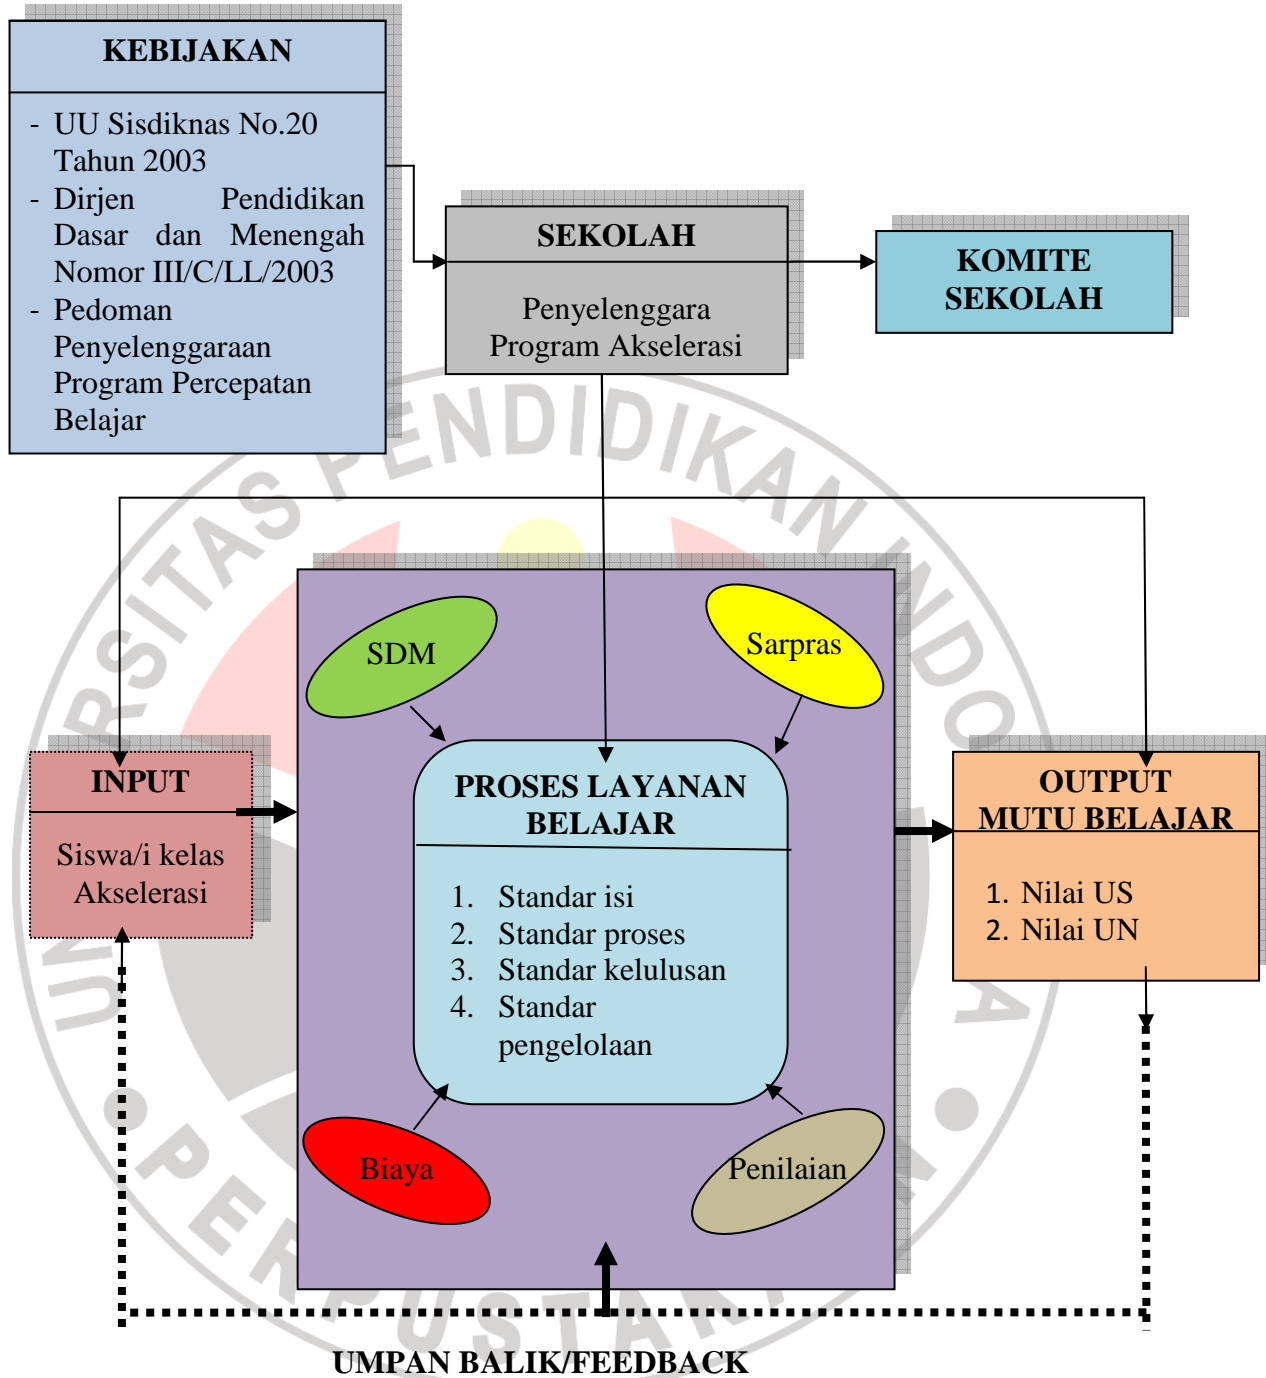 KEBIJAKAN
- UU Sisdiknas No.20
Tahun 2003
- Dirjen Pendidikan
Dasar dan Menengah
Nomor III/C/LL/2003
- Pedoman
Penyelenggaraan
Program Percepatan
Belajar
SEKOLAH
Penyelenggara
Program Akselerasi
KOMITE
SEKOLAH
SDM
Sarpras
INPUT
Siswa/i kelas
Akselerasi
PROSES LAYANAN
BELAJAR
1. Standar isi
2. Standar proses
3. Standar kelulusan
4. Standar
pengelolaan
OUTPUT
MUTU BELAJAR
1. Nilai US
2. Nilai UN
Biaya
Penilaian
UMPAN BALIK/FEEDBACK
PENDIDIKAN